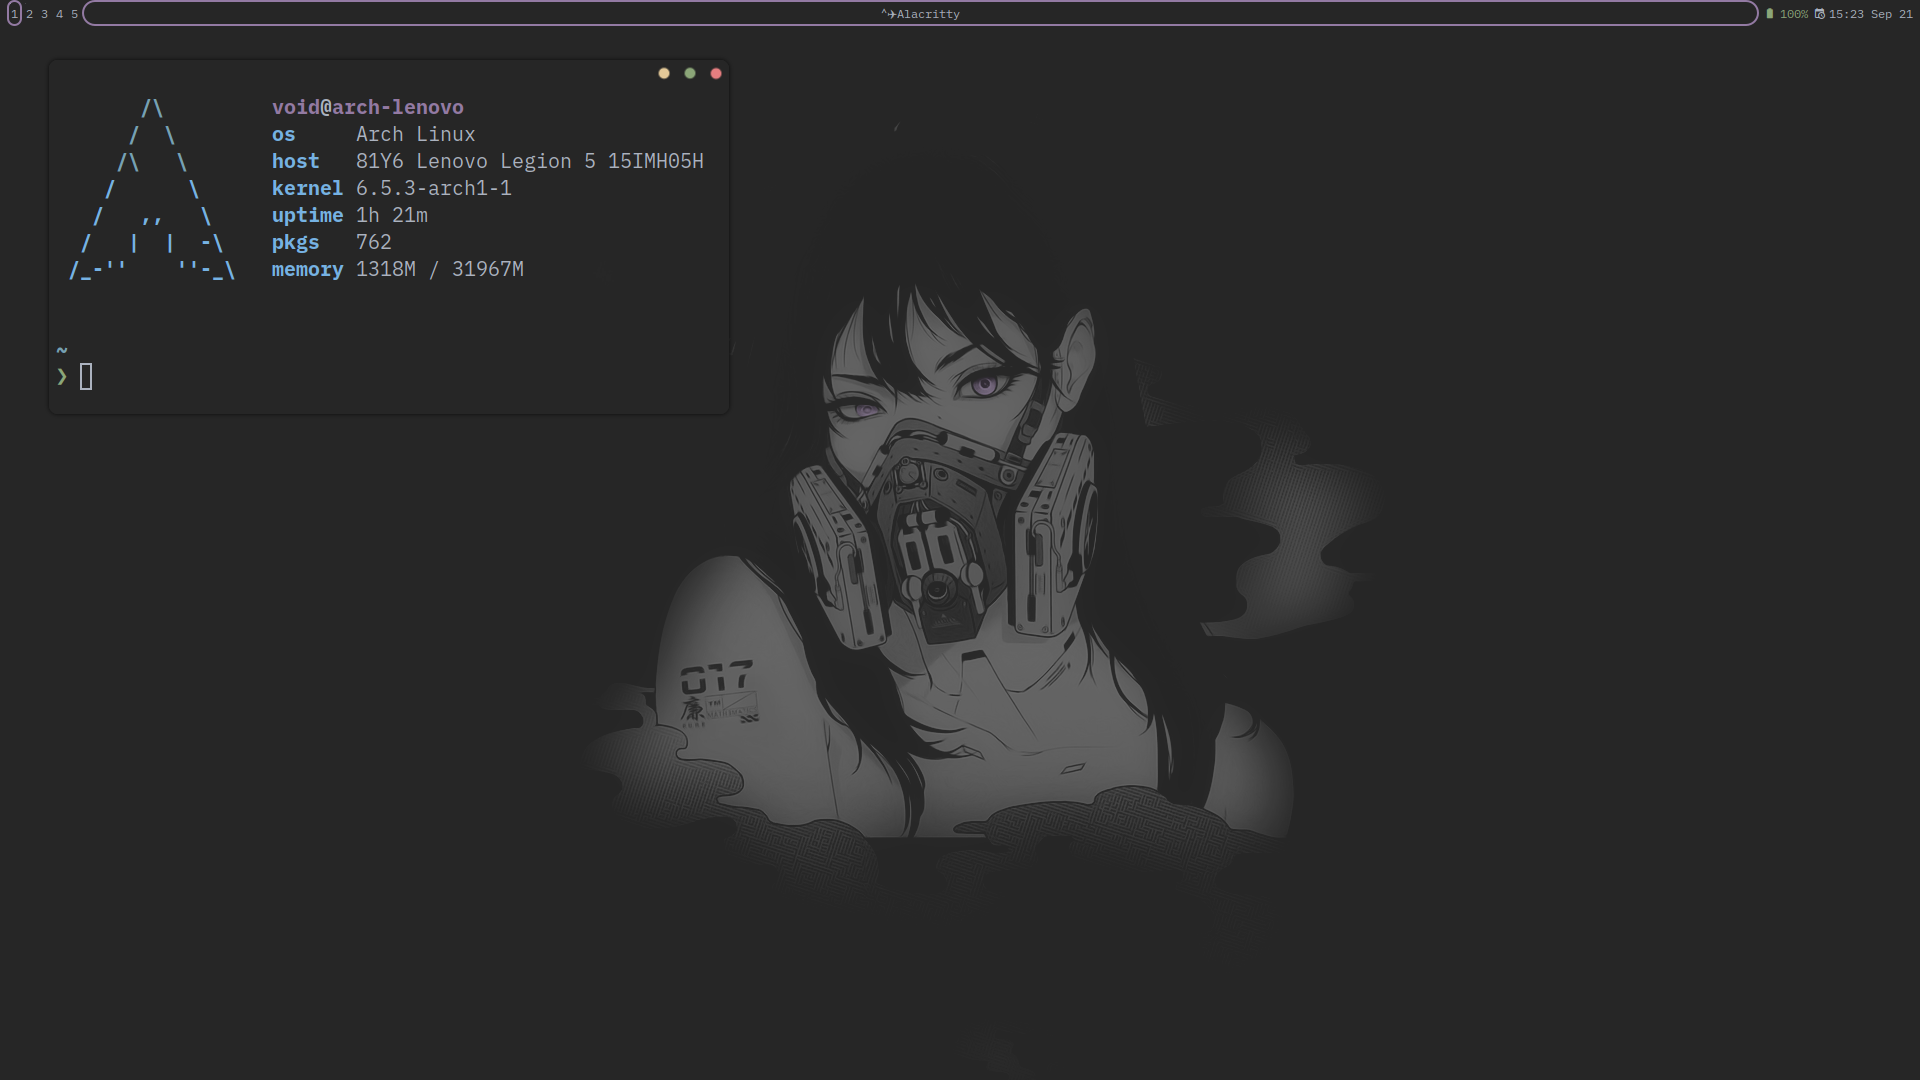 1 2 3 4 5
^✈Alacritty
100% 15:23 Sep 21
void@arch-lenovo
os Arch Linux
host 81Y6 Lenovo Legion 5 15IMH05H
kernel 6.5.3-arch1-1
uptime 1h 21m
pkgs 762
memory 1318M / 31967M
~
❯
017
廉 TM